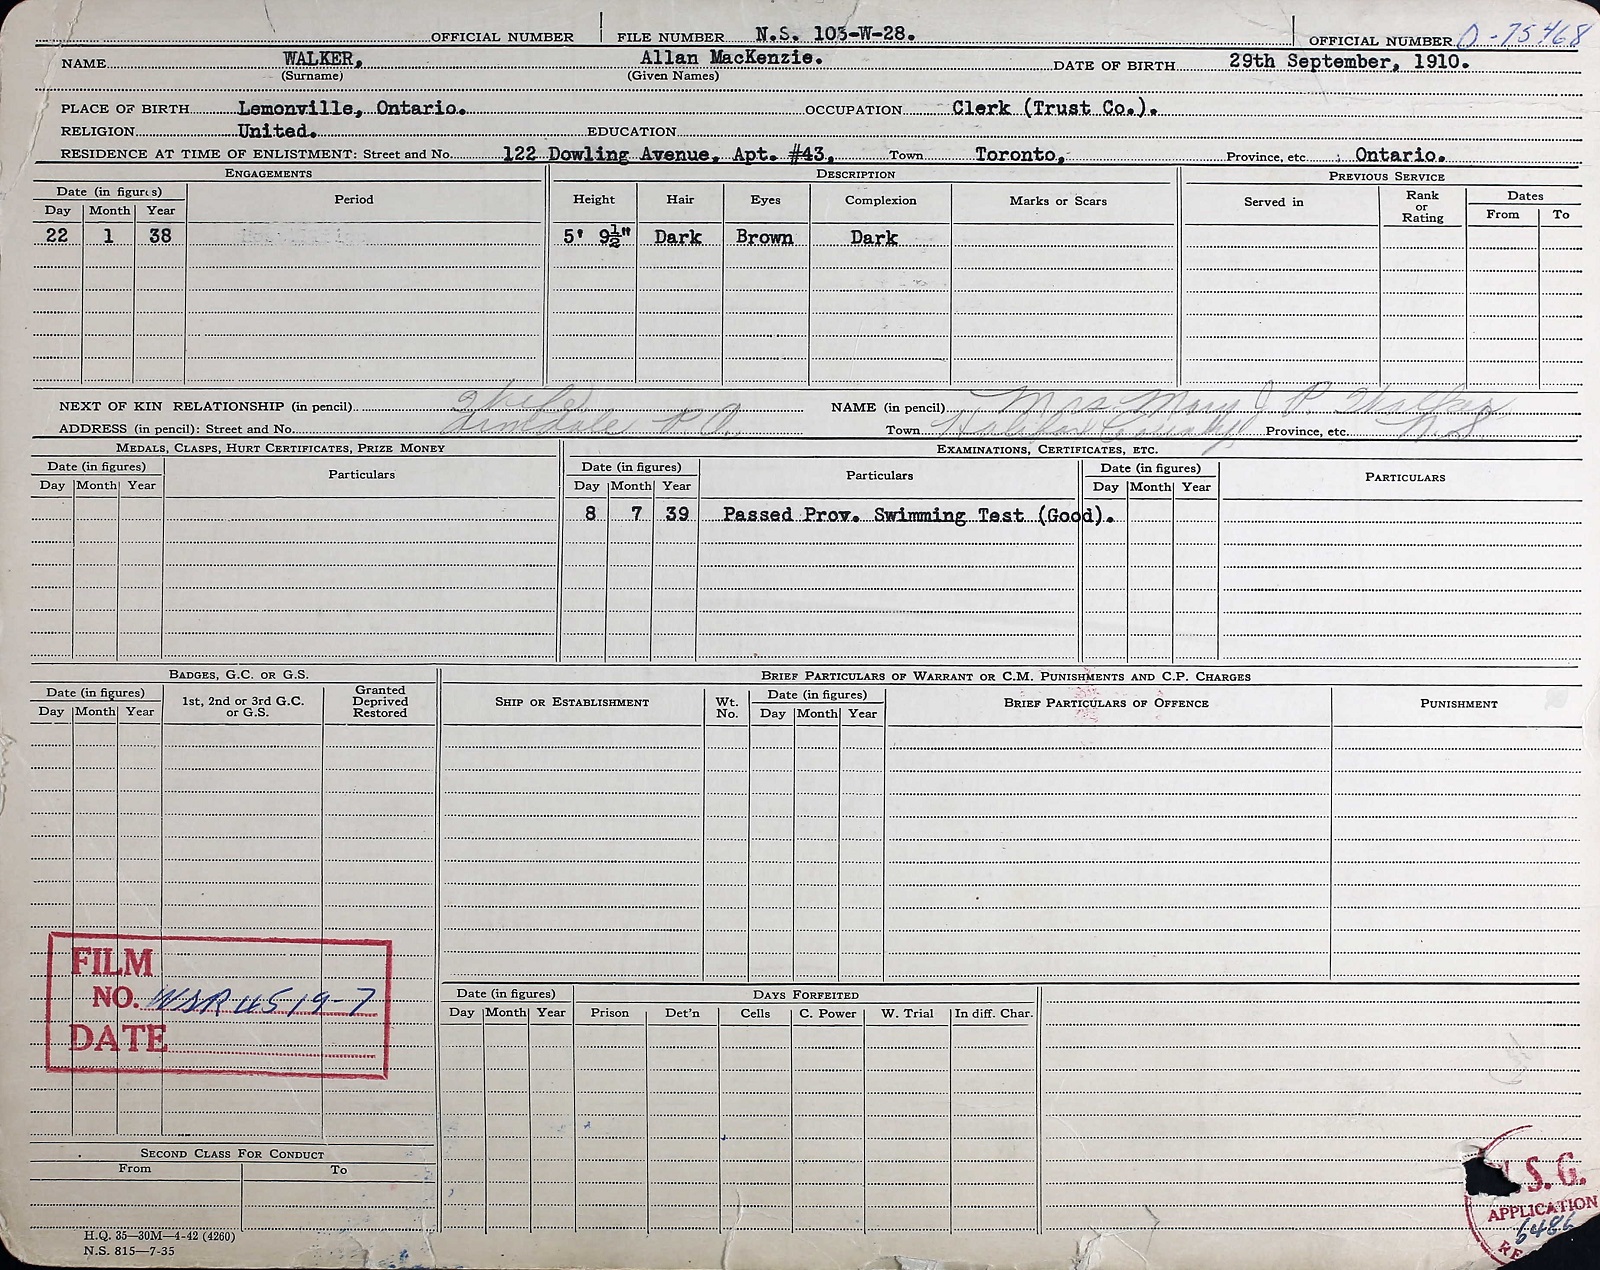 OFFICIAL NUMBER FILE NUMBER N.S. 103-W-28. OFFICIAL NUMBER O-75468
NAME WALKER, Allan MacKenzie. DATE OF BIRTH 29th September, 1910.
(Surname) (Given Names)
PLACE OF BIRTH Lemonville, Ontario. OCCUPATION Clerk (Trust Co.).
RELIGION United. EDUCATION
RESIDENCE AT TIME OF ENLISTMENT: Street and No. 122 Dowling Avenue, Apt. #43, Town Toronto, Province, etc. Ontario.
ENGAGEMENTS DESCRIPTION PREVIOUS SERVICE
Date (in figures) Period Height Hair Eyes Complexion Marks or Scars Served in Rank or Rating Dates
Day Month Year From To
22 1 38 5' 9½" Dark Brown Dark
NEXT OF KIN RELATIONSHIP (in pencil) Wife NAME (in pencil) Mrs Mary J P. Walker
ADDRESS (in pencil): Street and No. P.O. Town Halifax County Province, etc. N.S
MEDALS, CLASPS, HURT CERTIFICATES, PRIZE MONEY EXAMINATIONS, CERTIFICATES, ETC.
Date (in figures) Particulars Date (in figures) Particulars Date (in figures) PARTICULARS
Day Month Year Day Month Year Day Month Year
8 7 39 Passed Prov. Swimming Test (Good).
BADGES, G.C. OR G.S. BRIEF PARTICULARS OF WARRANT OR C.M. PUNISHMENTS AND C.P. CHARGES
Date (in figures) 1st, 2nd or 3rd G.C. or G.S. Granted Deprived Restored SHIP OR ESTABLISHMENT Wt. No. Date (in figures) BRIEF PARTICULARS OF OFFENCE PUNISHMENT
Day Month Year Day Month Year
FILM
NO. WSR 4519-7
DATE
Date (in figures) DAYS FORFEITED
Day Month Year Prison Det'n Cells C. Power W. Trial In diff. Char.
SECOND CLASS FOR CONDUCT
From To
S.G.
APPLICATION
6486
RE
H.Q. 35—30M—4-42 (4260)
N.S. 815—7-35